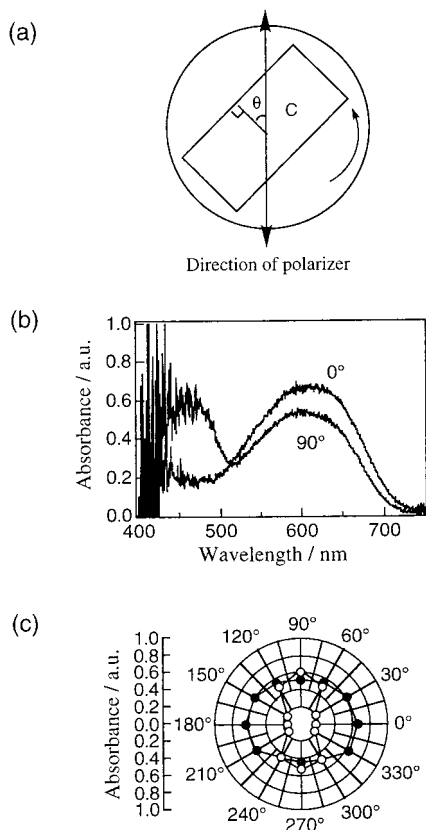 (a)
θ
C
Direction of polarizer
(b)
Absorbance / a.u.
1.0
0.8
0.6
0.4
0.2
0.0
0°
90°
400 500 600 700
Wavelength / nm
(c)
Absorbance / a.u.
1.0
0.8
0.6
0.4
0.2
0.0
0.2
0.4
0.6
0.8
1.0
90°
120° 60°
150° 30°
180° 0°
210° 330°
240° 300°
270°